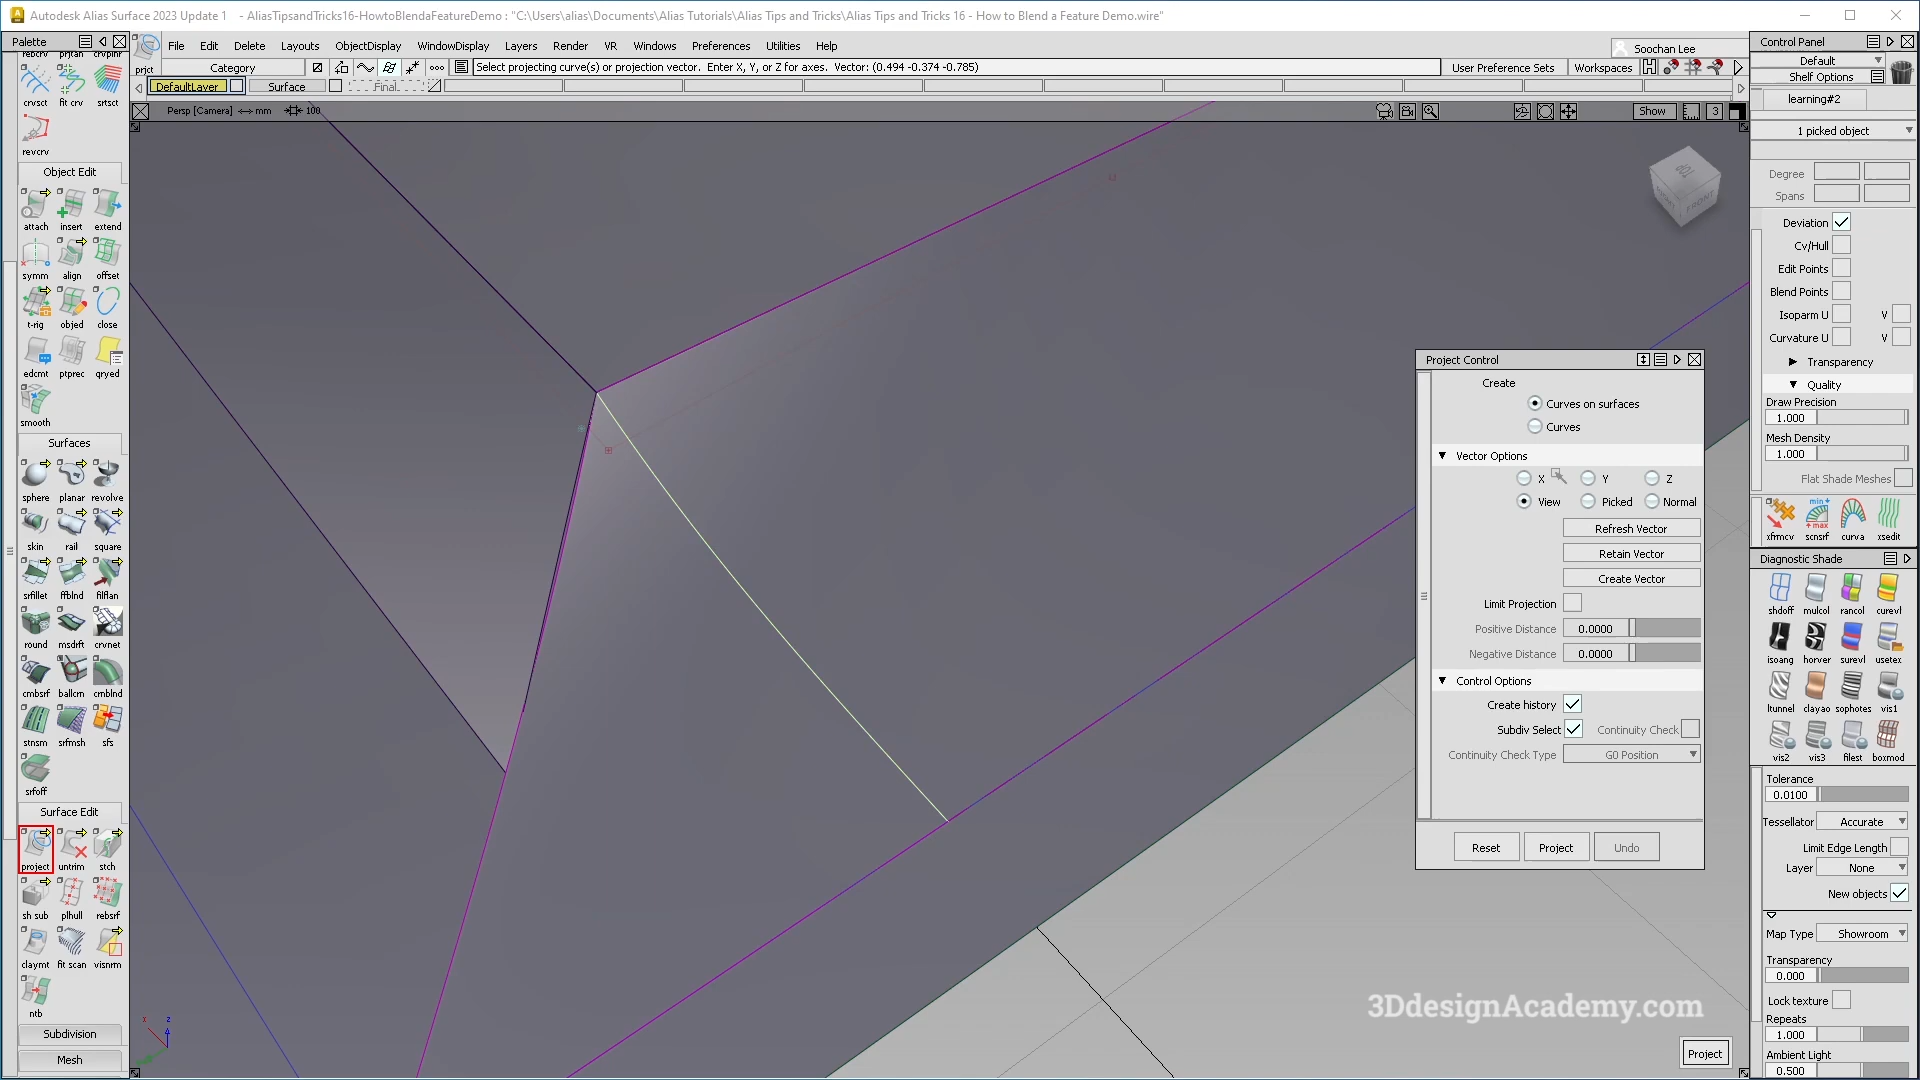 Autodesk Alias Surface 2023 Update 1 - AliasTipsandTricks16-HowtoBlendaFeatureDemo : "C:\Users\alias\Documents\Alias Tutorials\Alias Tips and Tricks\Alias Tips and Tricks 16 - How to Blend a Feature Demo.wire"
Palette
prjct
File Edit Delete Layouts ObjectDisplay WindowDisplay Layers Render VR Windows Preferences Utilities Help
Soochan Lee
Category
Select projecting curve(s) or projection vector. Enter X, Y, or Z for axes. Vector: (0.494 -0.374 -0.785)
User Preference Sets
Workspaces
DefaultLayer
Surface
Final
Persp [Camera] mm 100
Show
3
crvsct fit crv srtsct
revcrv
Object Edit
attach insert extend
symm align offset
t-rig objed close
edcmt ptprec qryed
smooth
Surfaces
sphere planar revolve
skin rail square
srfillet ffblnd filflan
round msdrft crvnet
cmbsrf ballcrn crnblnd
stnsm srfmsh sfs
srfoff
Surface Edit
project untrim stch
sh sub plhull rebsrf
claymt fit scan visnrm
ntb
Subdivision
Mesh
TOP
FRONT
x z
Project Control
Create
Curves on surfaces
Curves
Vector Options
X Y Z
View Picked Normal
Refresh Vector
Retain Vector
Create Vector
Limit Projection
Positive Distance 0.0000
Negative Distance 0.0000
Control Options
Create history
Subdiv Select Continuity Check
Continuity Check Type G0 Position
Reset Project Undo
3DdesignAcademy.com
Project
Control Panel
Default
Shelf Options
learning#2
1 picked object
Degree
Spans
Deviation
Cv/Hull
Edit Points
Blend Points
Isoparm U V
Curvature U V
Transparency
Quality
Draw Precision
1.000
Mesh Density
1.000
Flat Shade Meshes
min+
+max
xfrmcv scnsrf curva xsedit
Diagnostic Shade
shdoff mulcol rancol curevl
isoang horver surevl usetex
ltunnel clayao sophotes vis1
vis2 vis3 filest boxmod
Tolerance
0.0100
Tessellator Accurate
Limit Edge Length
Layer None
New objects
Map Type Showroom
Transparency
0.000
Lock texture
Repeats
1.000
Ambient Light
0.500